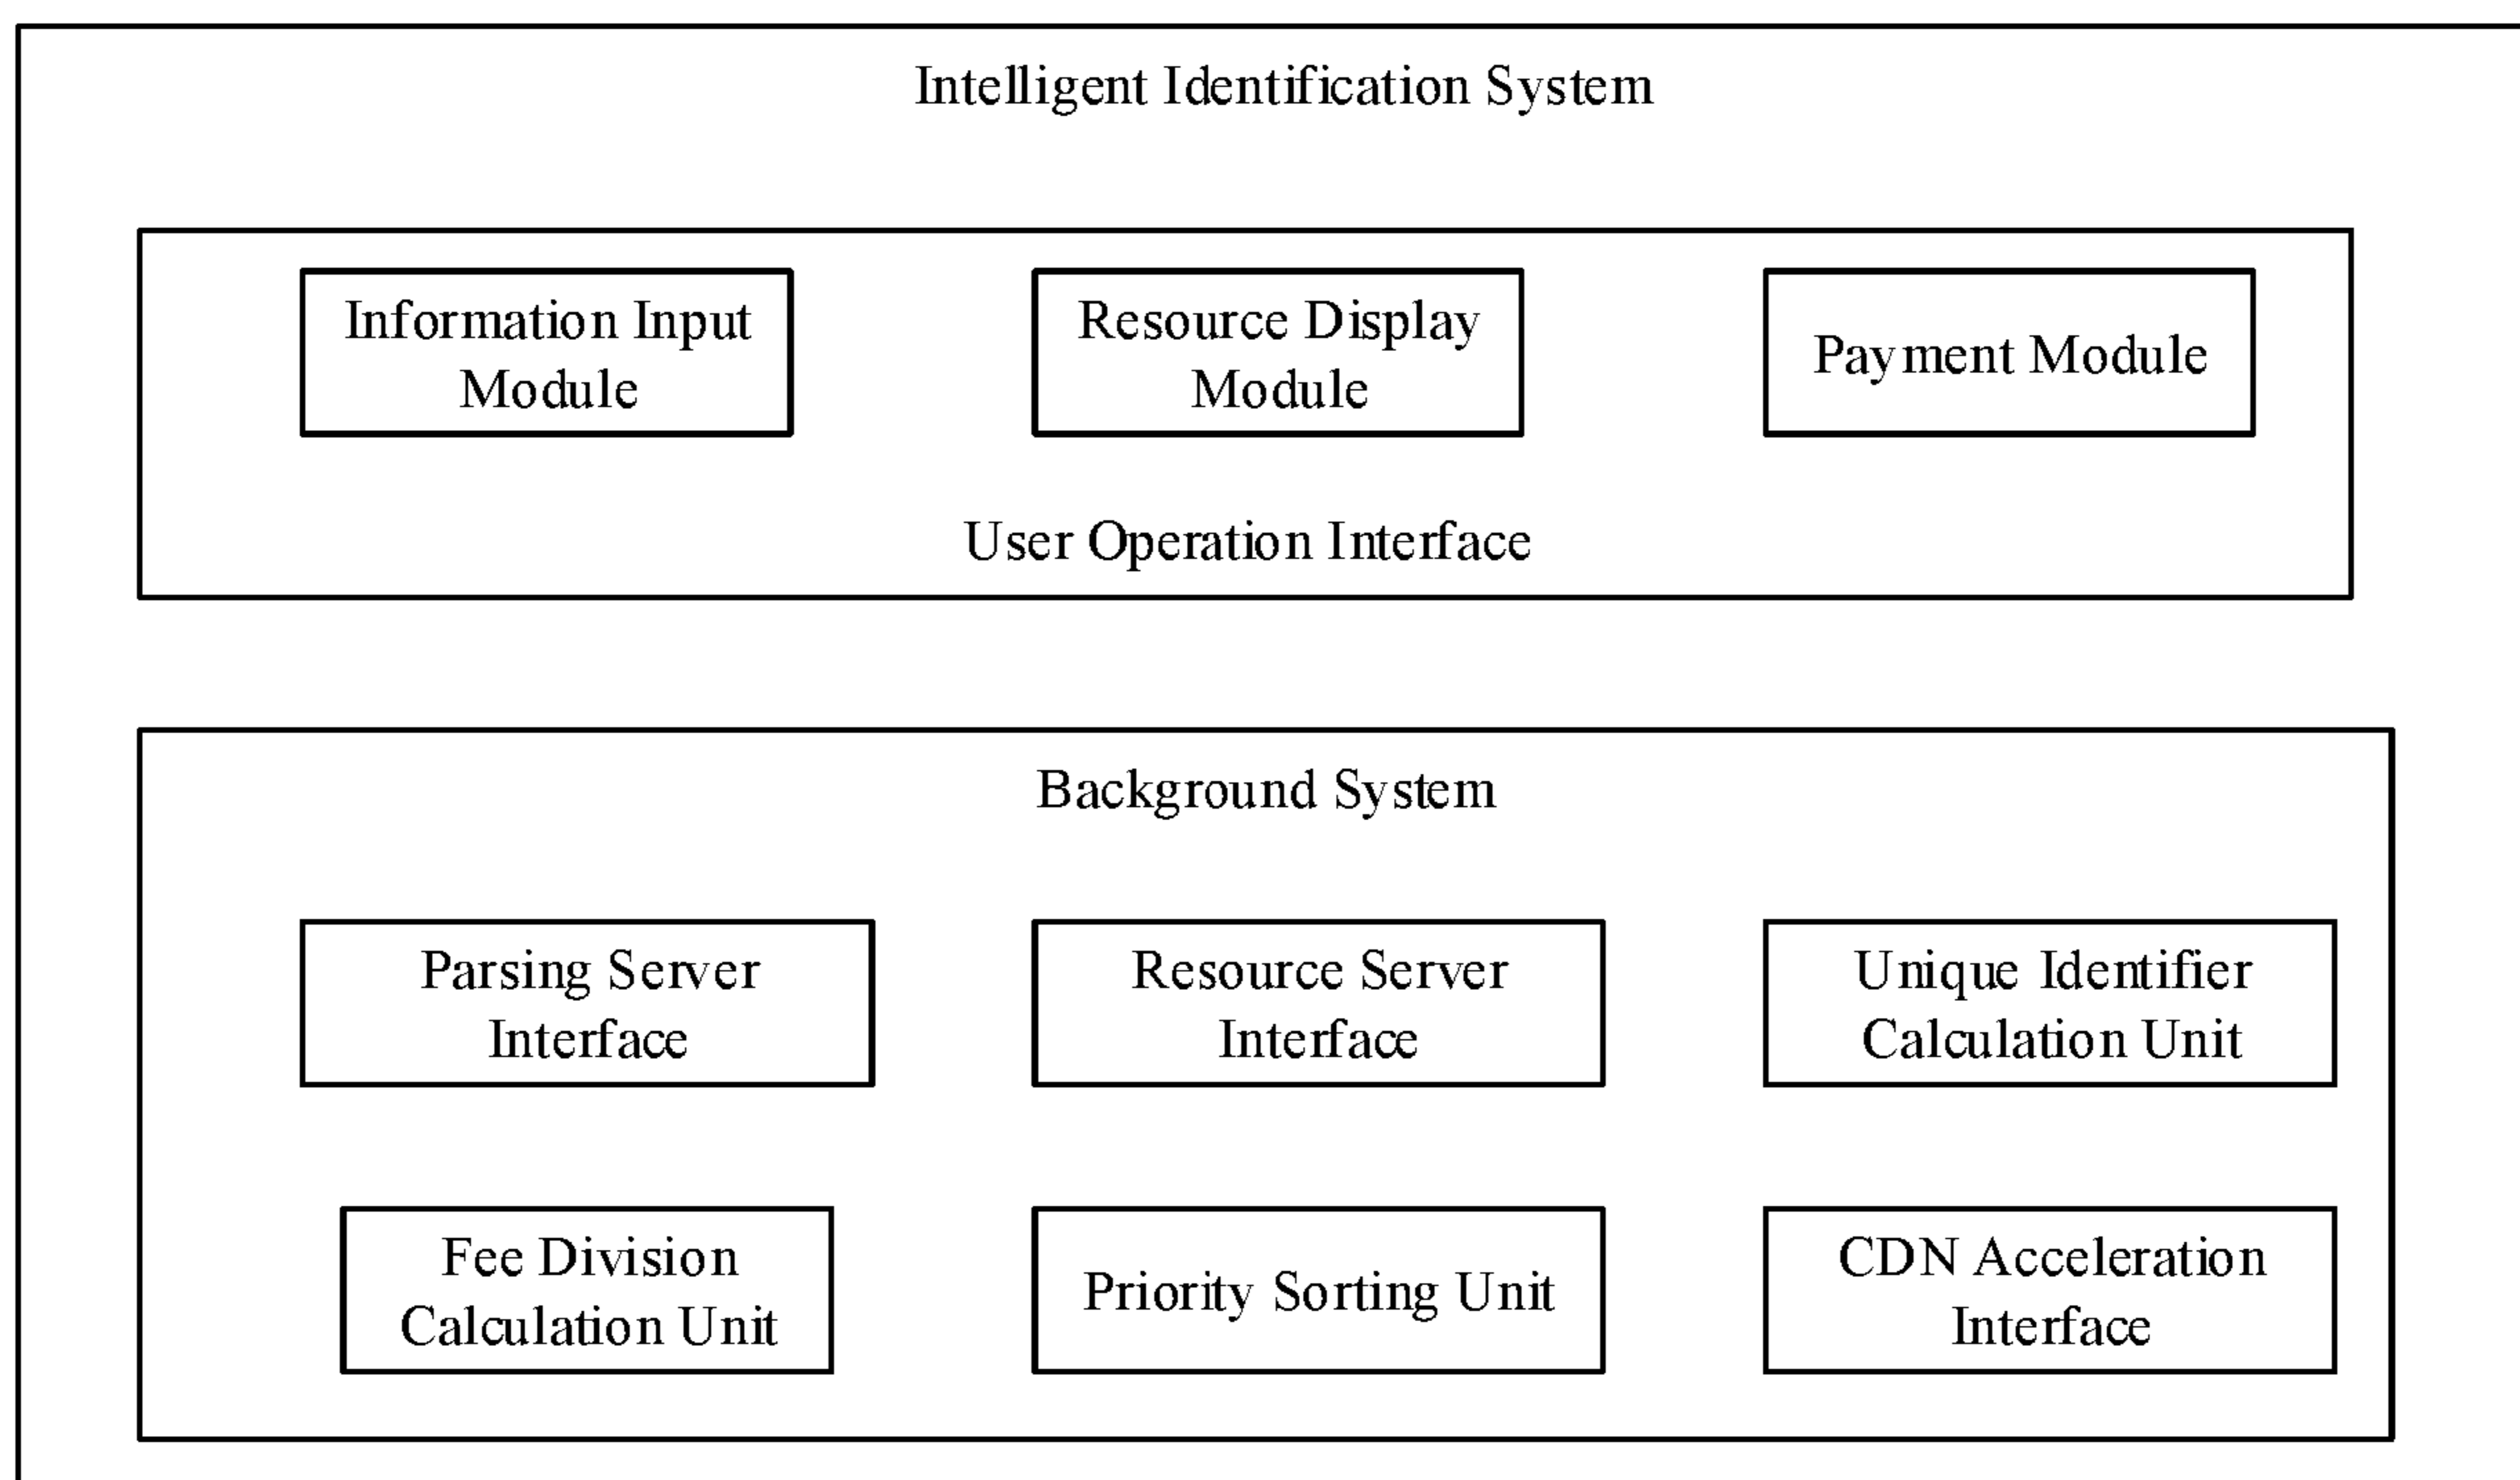 Intelligent Identification System
Information Input
Module
Resource Display
Module
Payment Module
User Operation Interface
Background System
Parsing Server
Interface
Resource Server
Interface
Unique Identifier
Calculation Unit
Fee Division
Calculation Unit
Priority Sorting Unit
CDN Acceleration
Interface